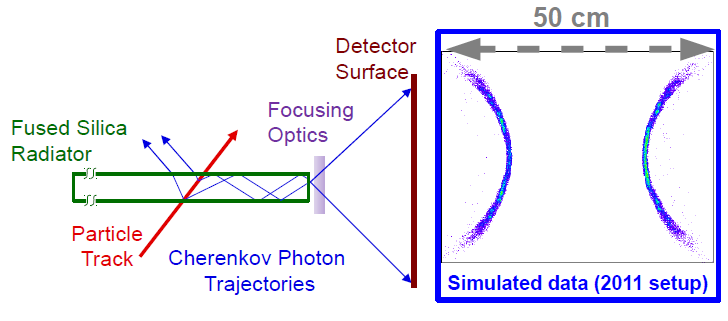 50 cm
Detector
Surface
Focusing
Optics
Fused Silica
Radiator
Particle
Track
Cherenkov Photon
Trajectories
Simulated data (2011 setup)